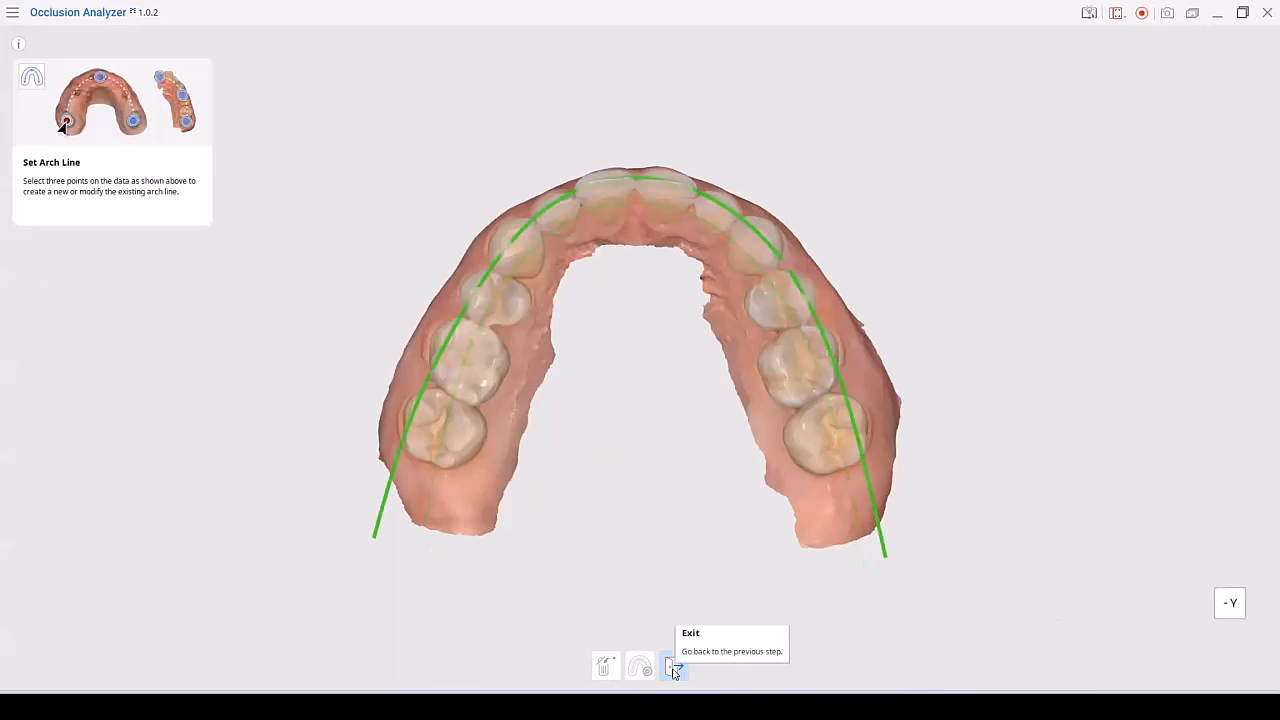 Occlusion Analyzer 1.0.2
Set Arch Line
Select three points on the data as shown above to
create a new or modify the existing arch line.
- Y
Exit
Go back to the previous step.